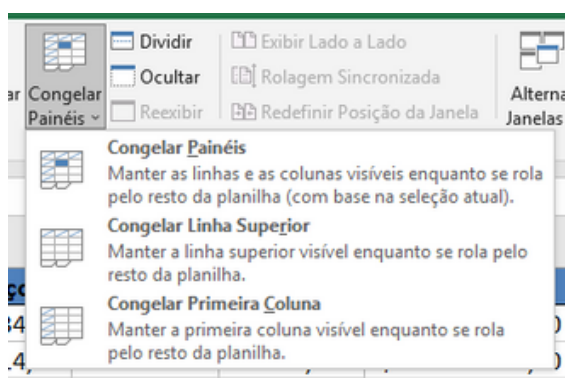 Dividir
Exibir Lado a Lado
Ocultar
Rolagem Sincronizada
Congelar
Painéis
Reexibir
Redefinir Posição da Janela
Alterna
Janelas
Congelar Painéis
Manter as linhas e as colunas visíveis enquanto se rola
pelo resto da planilha (com base na seleção atual).
Congelar Linha Superior
Manter a linha superior visível enquanto se rola pelo
resto da planilha.
Congelar Primeira Coluna
Manter a primeira coluna visível enquanto se rola
pelo resto da planilha.